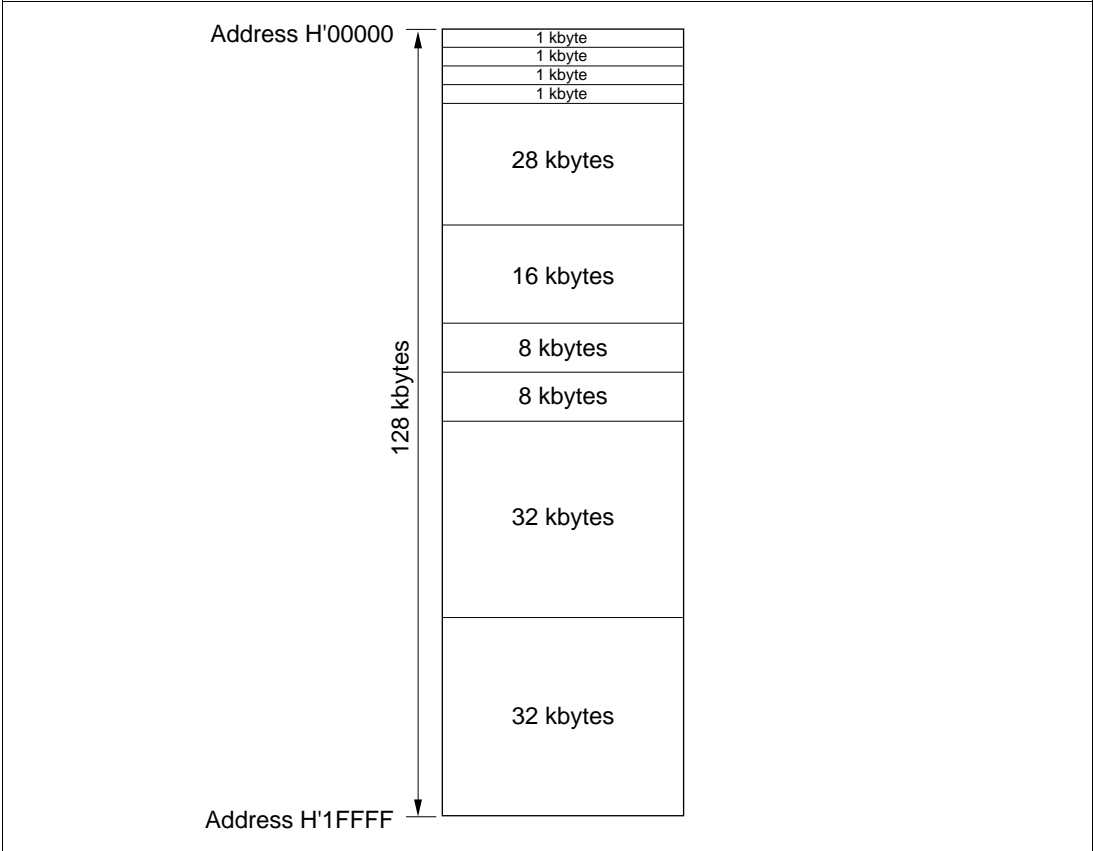 Address H'00000
1 kbyte
1 kbyte
1 kbyte
1 kbyte
28 kbytes
16 kbytes
8 kbytes
8 kbytes
128 kbytes
32 kbytes
32 kbytes
Address H'1FFFF